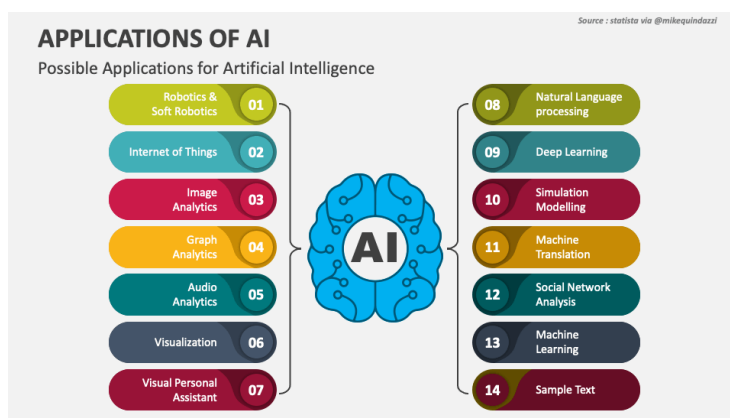 Source : statista via @mikequindazzi
APPLICATIONS OF AI
Possible Applications for Artificial Intelligence
Robotics &
Soft Robotics
01
Internet of Things
02
Image
Analytics
03
Graph
Analytics
04
Audio
Analytics
05
Visualization
06
Visual Personal
Assistant
07
AI
08
Natural Language
processing
09
Deep Learning
10
Simulation
Modelling
11
Machine
Translation
12
Social Network
Analysis
13
Machine
Learning
14
Sample Text